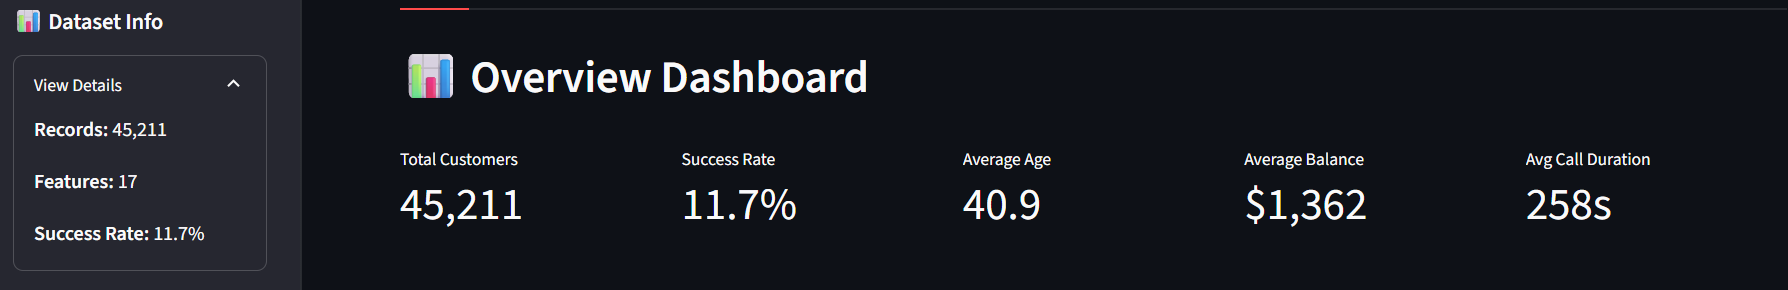 Dataset Info
View Details
Records: 45,211
Features: 17
Success Rate: 11.7%
Overview Dashboard
Total Customers
45,211
Success Rate
11.7%
Average Age
40.9
Average Balance
$1,362
Avg Call Duration
258s